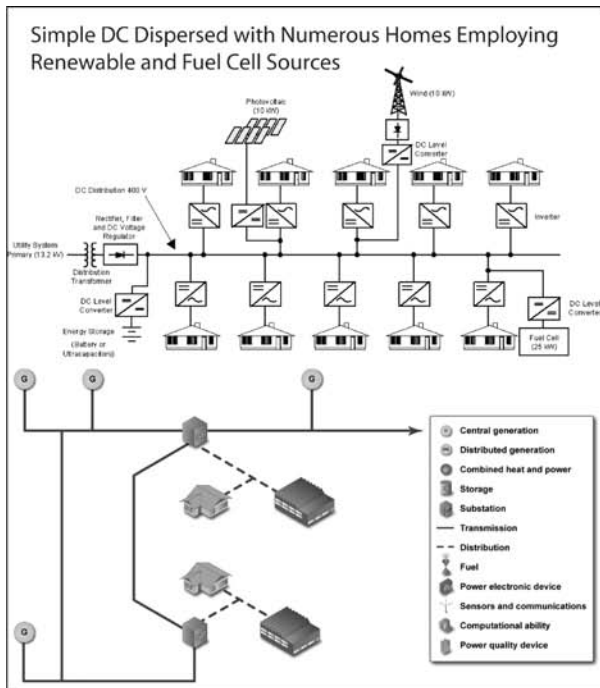 Simple DC Dispersed with Numerous Homes Employing
Renewable and Fuel Cell Sources
Wind (10 kW)
Photovoltaic
(10 kW)
DC Level
Converter
DC Distribution 400 V
Rectifier, Filter
and DC Voltage
Regulator
Inverter
Utility System
Primary (13.2 kV)
Distribution
Transformer
DC Level
Converter
DC Level
Converter
Energy Storage
(Battery or
Ultracapacitors)
Fuel Cell
(25 kW)
G
G
G
G
Central generation
Distributed generation
Combined heat and power
Storage
Substation
Transmission
Distribution
Fuel
Power electronic device
Sensors and communications
Computational ability
Power quality device